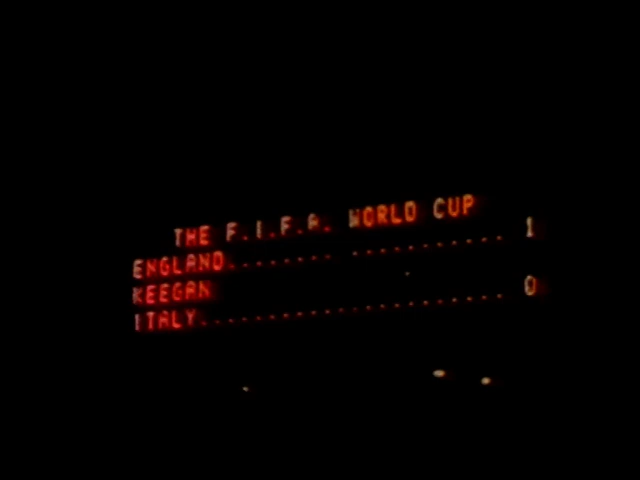 THE F.I.F.A. WORLD CUP
ENGLAND....................... 1
KEEGAN
ITALY......................... 0